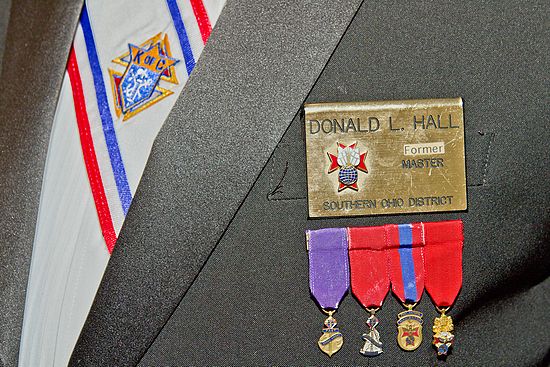 K of C
DONALD L. HALL
Former
MASTER
SOUTHERN OHIO DISTRICT